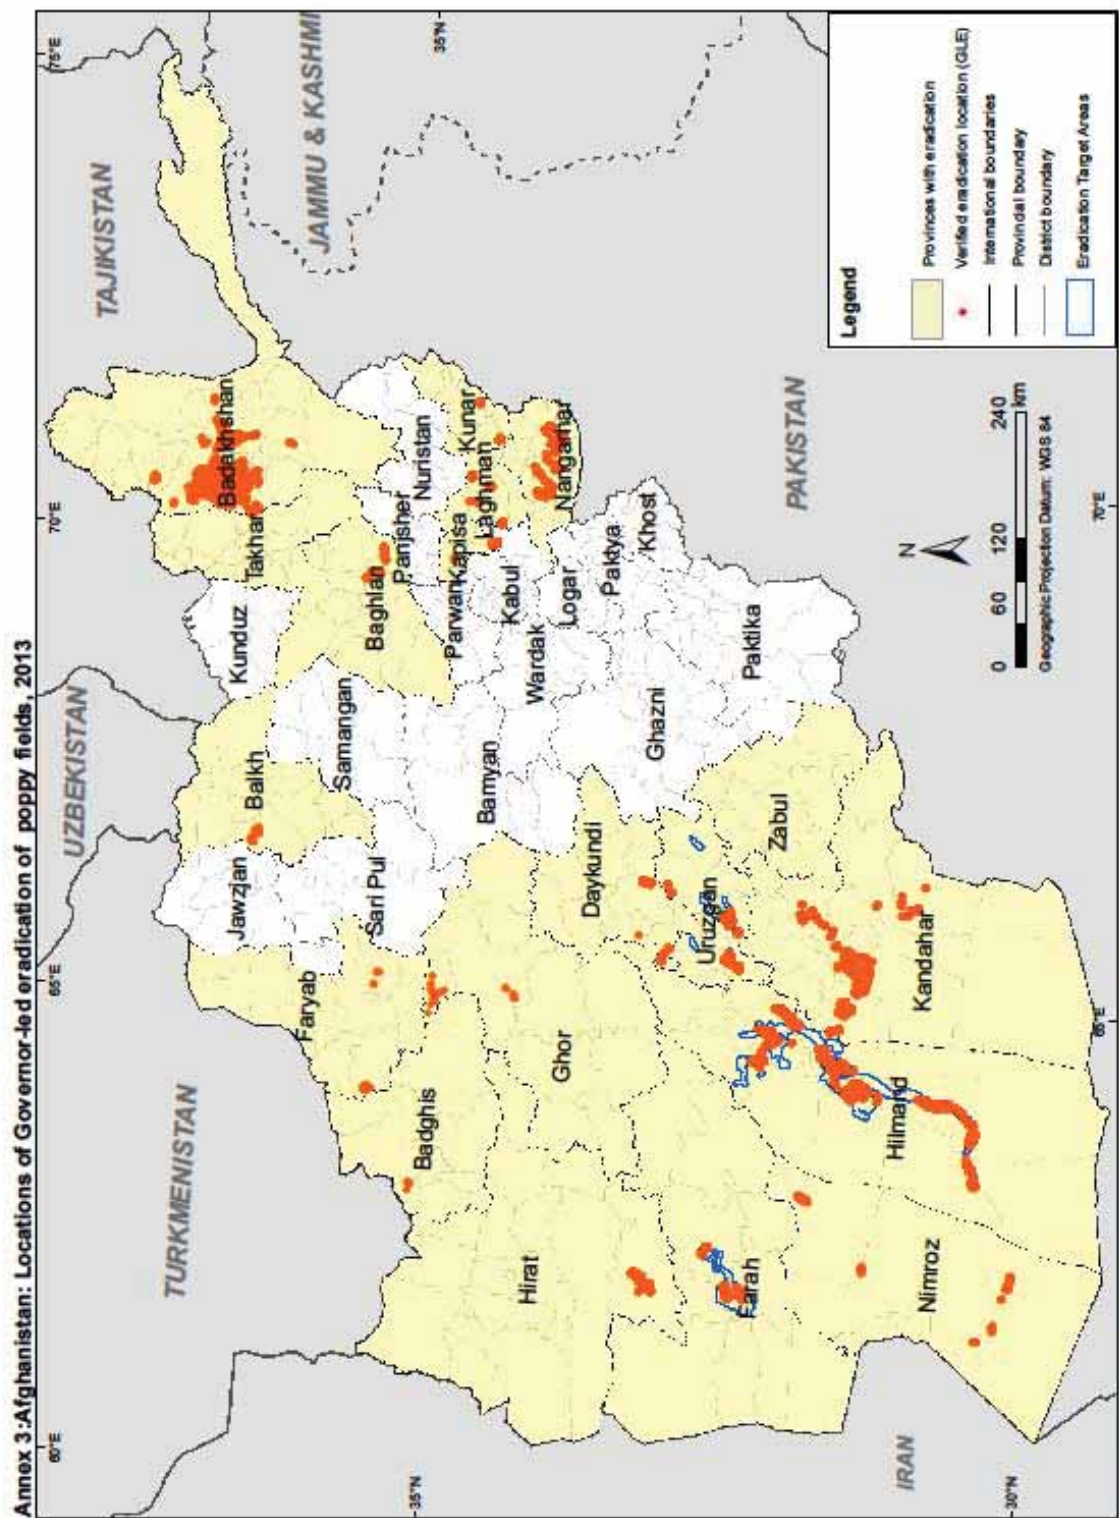 Annex 3:Afghanistan: Locations of Governor-led eradication of poppy fields, 2013
60°E
65°E
70°E
75°E
UZBEKISTAN
TAJIKISTAN
TURKMENISTAN
JAMMU & KASHMI
35°N
35°N
Jawzjan
Balkh
Kunduz
Takhar
Badakhshan
Faryab
Sari Pul
Samangan
Baghlan
Panjsher
Nuristan
Badghis
Bamyan
Parwan
Kapisa
Laghman
Kunar
Kabul
Wardak
Logar
Nangarhar
Hirat
Ghor
Daykundi
Ghazni
Paktya
Khost
Farah
Uruzgan
Zabul
Paktika
PAKISTAN
Nimroz
Hilmand
Kandahar
IRAN
30°N
65°E
70°E
N
0 60 120 240
km
Geographic Projection Datum: WGS 84
Legend
Provinces with eradication
Verified eradication location (GLE)
International boundaries
Provincial boundary
District boundary
Eradication Target Areas